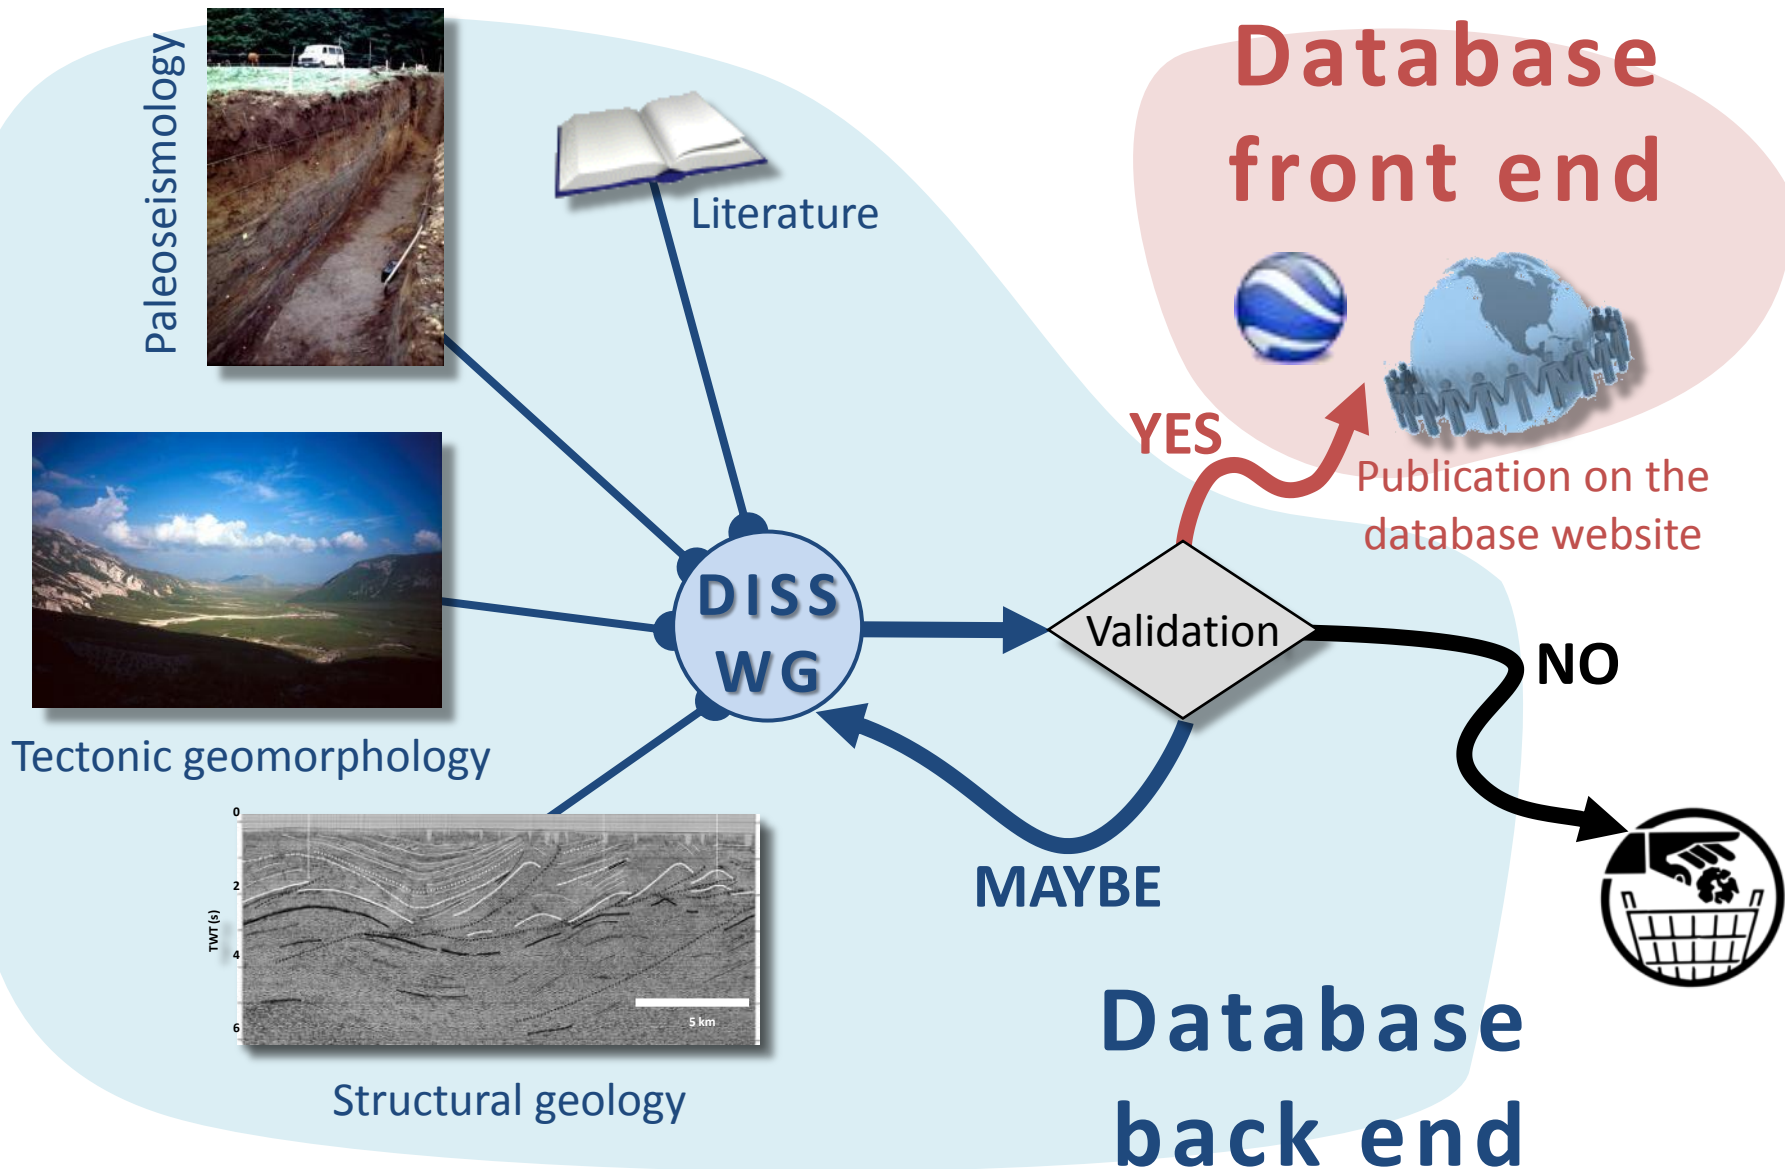 Paleoseismology
Literature
Database
front end
YES
Publication on the
database website
DISS
WG
Validation
NO
Tectonic geomorphology
MAYBE
0
2
TWT (s)
4
6
5 km
Structural geology
Database
back end